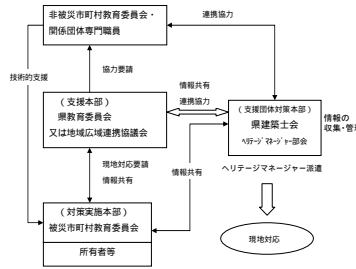 非被災市町村教育委員会・
関係団体専門職員
連携協力
技術的支援
協力要請
(支援本部)
県教育委員会
又は地域広域連携協議会
情報共有
連携協力
(支援団体対策本部)
県建築士会
ﾍﾘﾃｰｼﾞﾏﾈｰｼﾞｬ部会
情報の
収集・管理
現地対応要請
情報共有
情報共有
ヘリテージマネージャー派遣
(対策実施本部)
被災市町村教育委員会
所有者等
現地対応